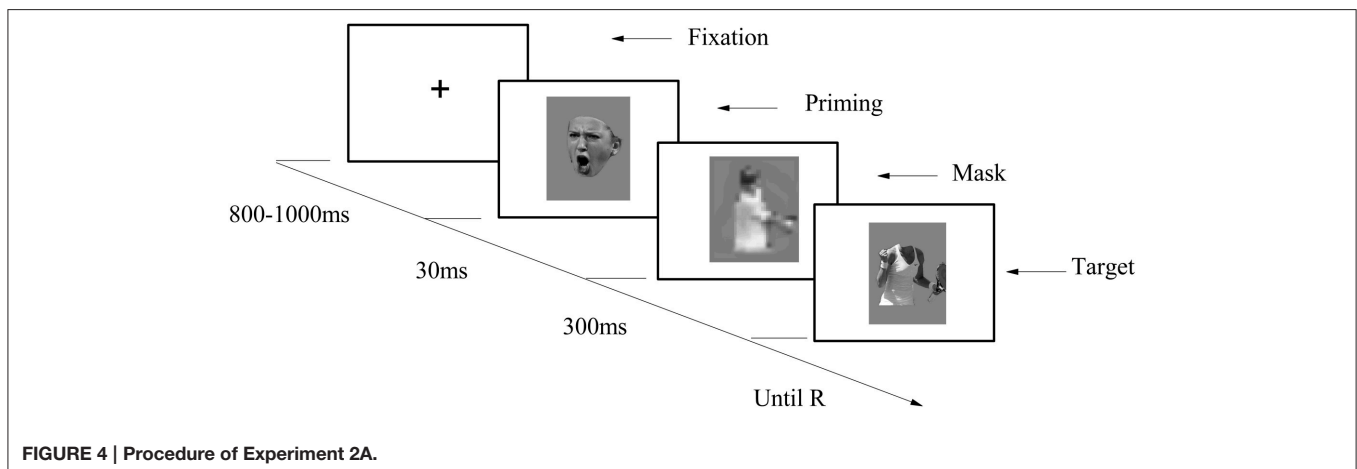 Fixation
Priming
Mask
Target
800-1000ms
30ms
300ms
Until R
FIGURE 4 | Procedure of Experiment 2A.